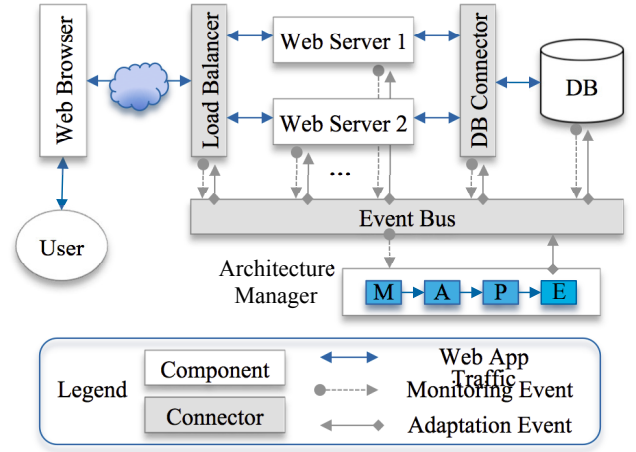 Web Browser
Load Balancer
Web Server 1
Web Server 2
...
DB Connector
DB
User
Event Bus
Architecture
Manager
M A P E
Legend
Component
Connector
Web App
Traffic
Monitoring Event
Adaptation Event